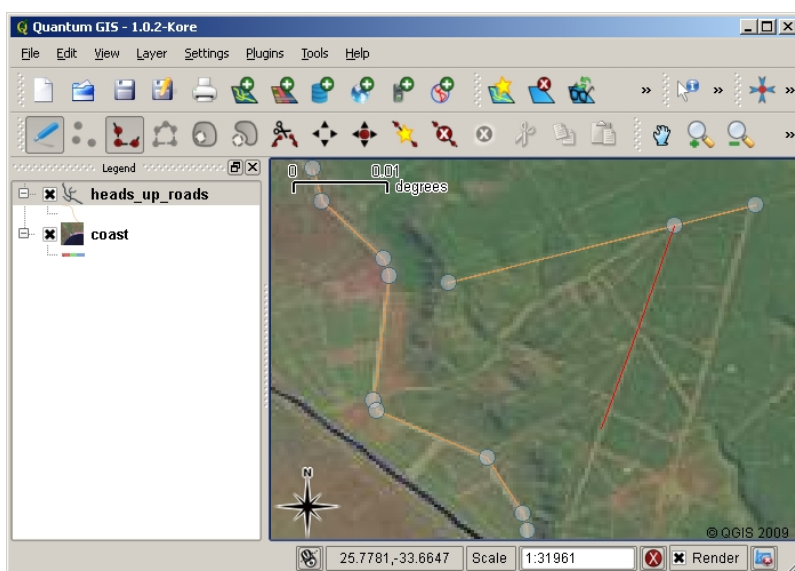 Quantum GIS - 1.0.2-Kore
File Edit View Layer Settings Plugins Tools Help
» » »
»
Legend
heads_up_roads
coast
0 0.01
degrees
N
© QGIS 2009
25.7781,-33.6647 Scale 1:31961 Render